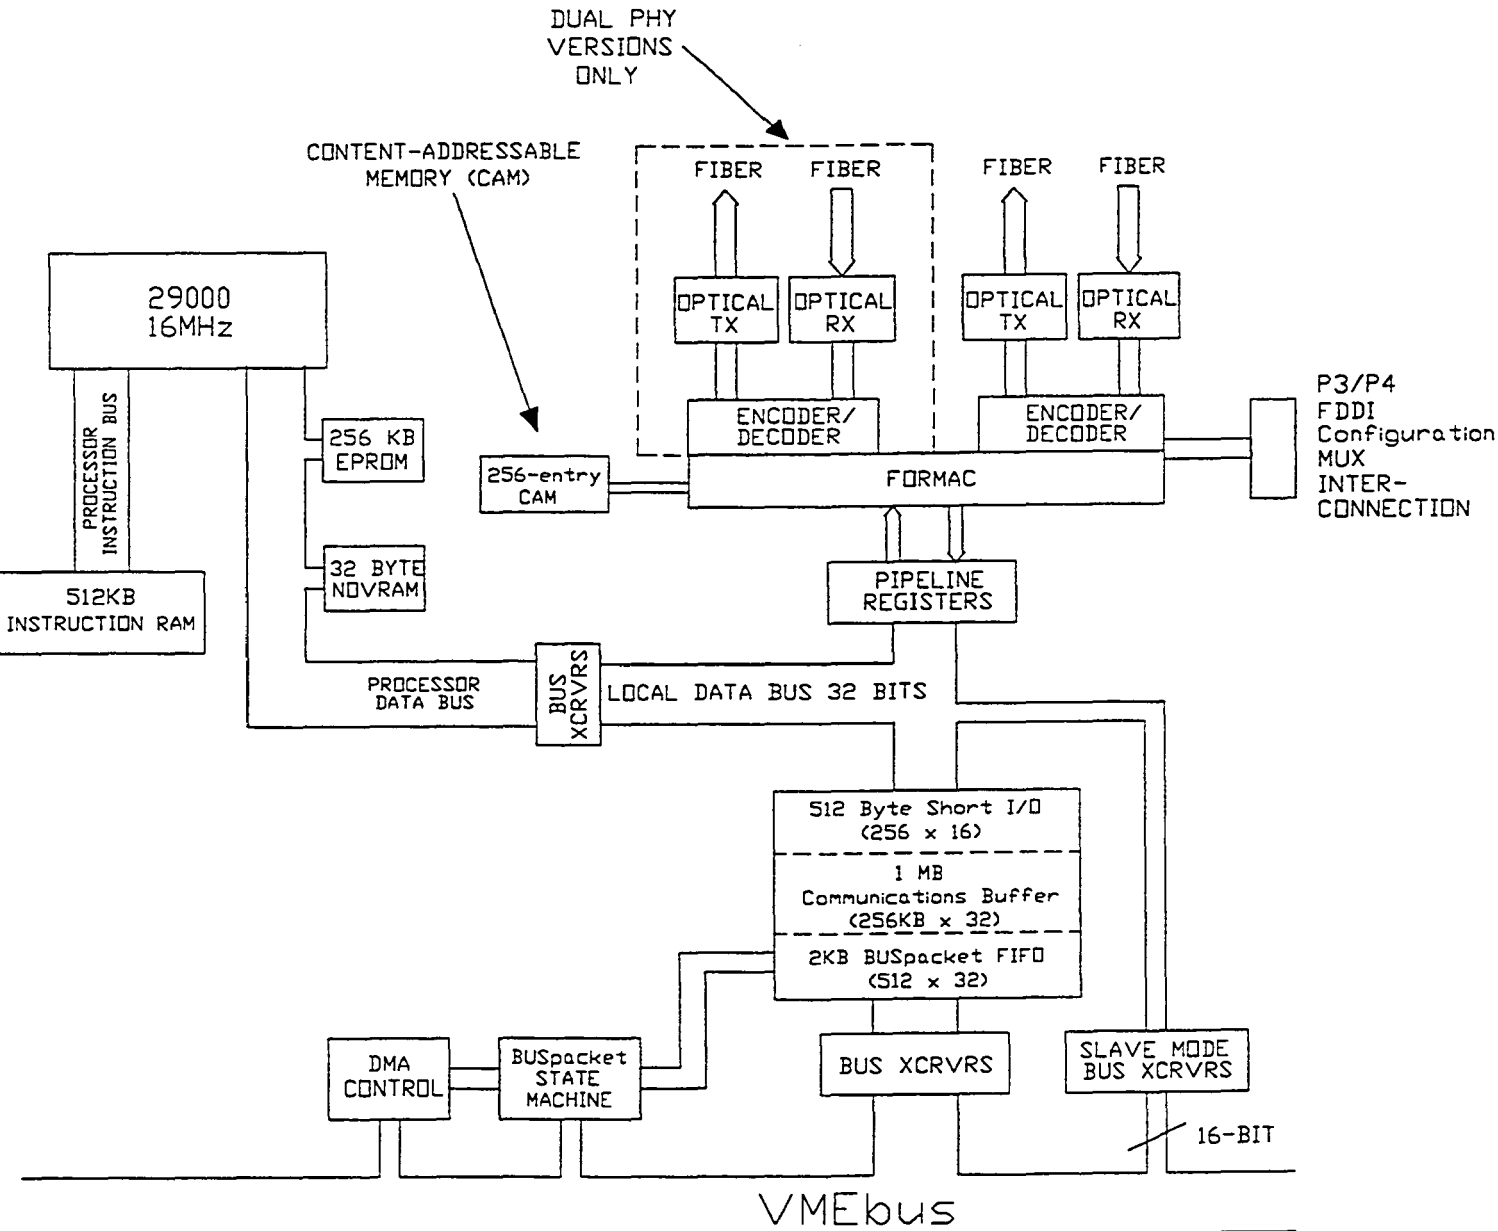 DUAL PHY
VERSIONS
ONLY
CONTENT-ADDRESSABLE
MEMORY (CAM)
FIBER
FIBER
FIBER
FIBER
29000
16MHz
OPTICAL
TX
OPTICAL
RX
OPTICAL
TX
OPTICAL
RX
PROCESSOR
INSTRUCTION BUS
256 KB
EPROM
ENCODER/
DECODER
ENCODER/
DECODER
P3/P4
FDDI
Configuration
MUX
INTER-
CONNECTION
256-entry
CAM
FORMAC
32 BYTE
NOVRAM
512KB
INSTRUCTION RAM
PIPELINE
REGISTERS
PROCESSOR
DATA BUS
BUS
XCRVRS
LOCAL DATA BUS 32 BITS
512 Byte Short I/O
(256 x 16)
1 MB
Communications Buffer
(256KB x 32)
2KB BUSpacket FIFO
(512 x 32)
DMA
CONTROL
BUSpacket
STATE
MACHINE
BUS XCRVRS
SLAVE MODE
BUS XCRVRS
16-BIT
VMEbus